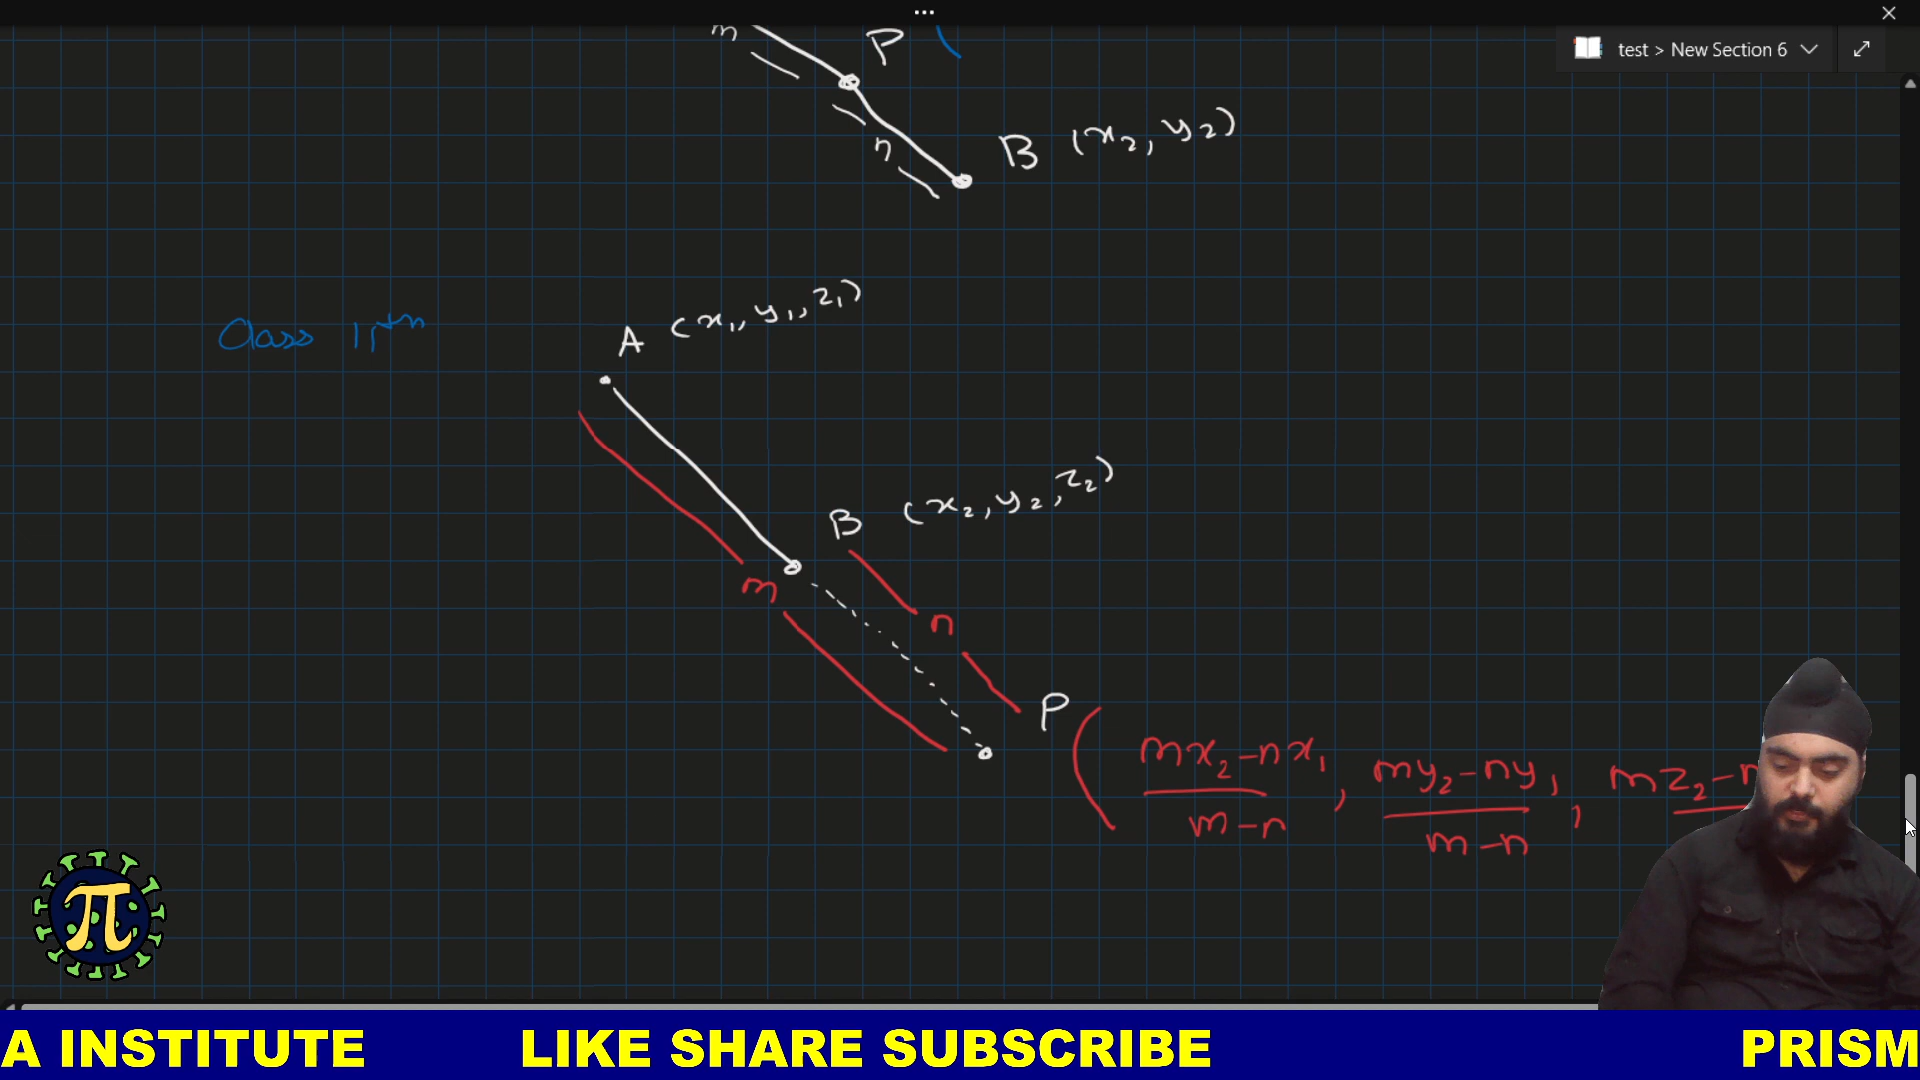 ...
test > New Section 6
m
P (
n
B (x₂, y₂)
Class 11th
A (x₁, y₁, z₁)
B (x₂, y₂, z₂)
m
n
P ( mx₂-nx₁ / m-n , my₂-ny₁ / m-n , mz₂-n
π
A INSTITUTE LIKE SHARE SUBSCRIBE PRISM